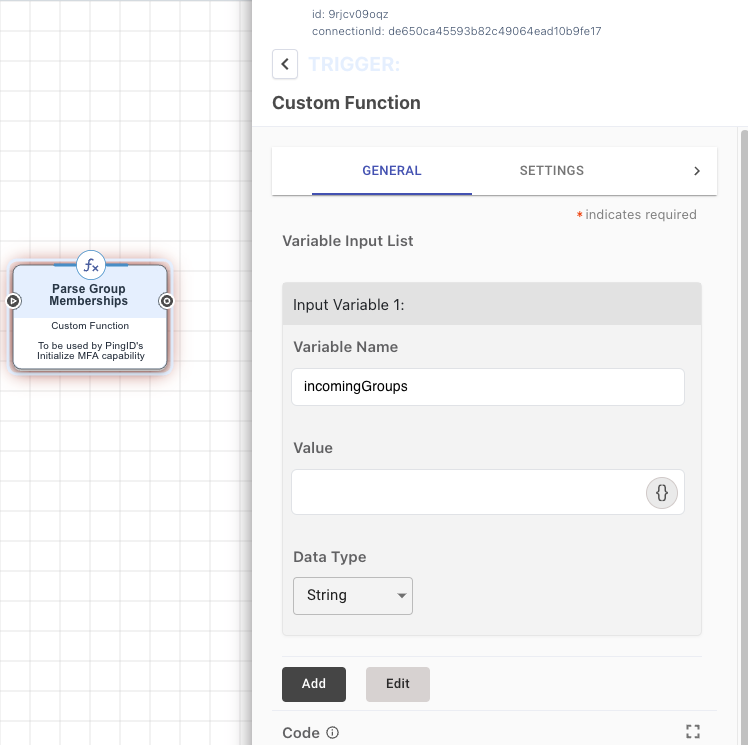 id: 9rjcv09oqz
connectionId: de650ca45593b82c49064ead10b9fe17
TRIGGER:
Custom Function
GENERAL
SETTINGS
* indicates required
Variable Input List
Input Variable 1:
Variable Name
incomingGroups
Value
{}
Data Type
String
Add
Edit
Code
fx
Parse Group
Memberships
Custom Function
To be used by PingID's
Initialize MFA capability